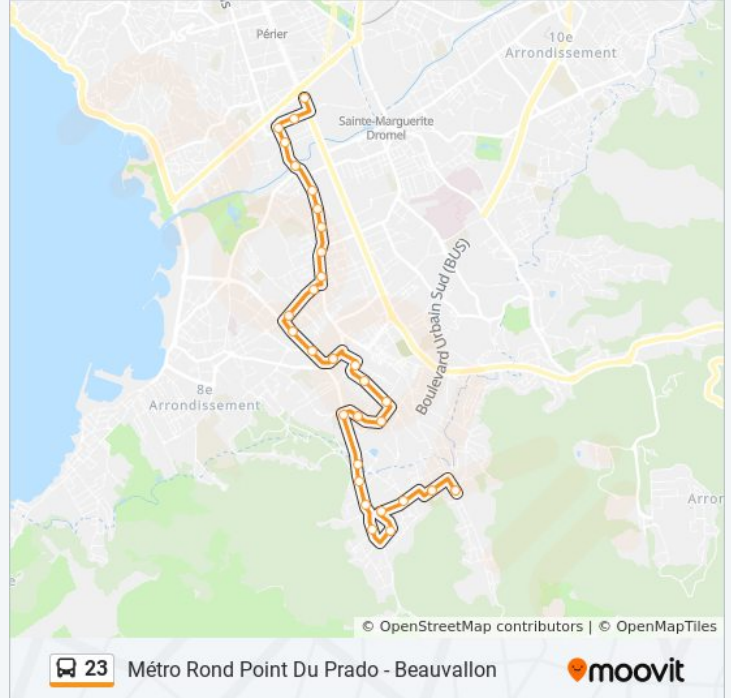 Périer
10e
Arrondissement
Sainte-Marguerite
Dromel
Boulevard Urbain Sud (BUS)
8e
Arrondissement
Arror
e
© OpenStreetMap contributors | © OpenMapTiles
23 Métro Rond Point Du Prado - Beauvallon
moovit